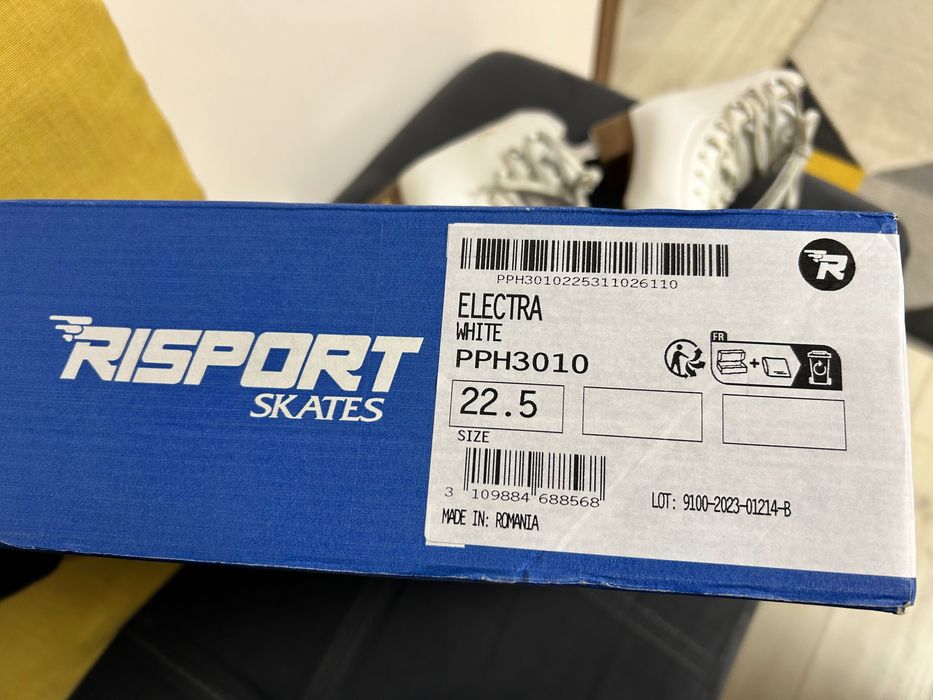 RISPORT
SKATES
PPH3010225311026110
R
ELECTRA
WHITE
PPH3010
FR
22.5
SIZE
3 109884 688568
LOT: 9100-2023-01214-B
MADE IN: ROMANIA